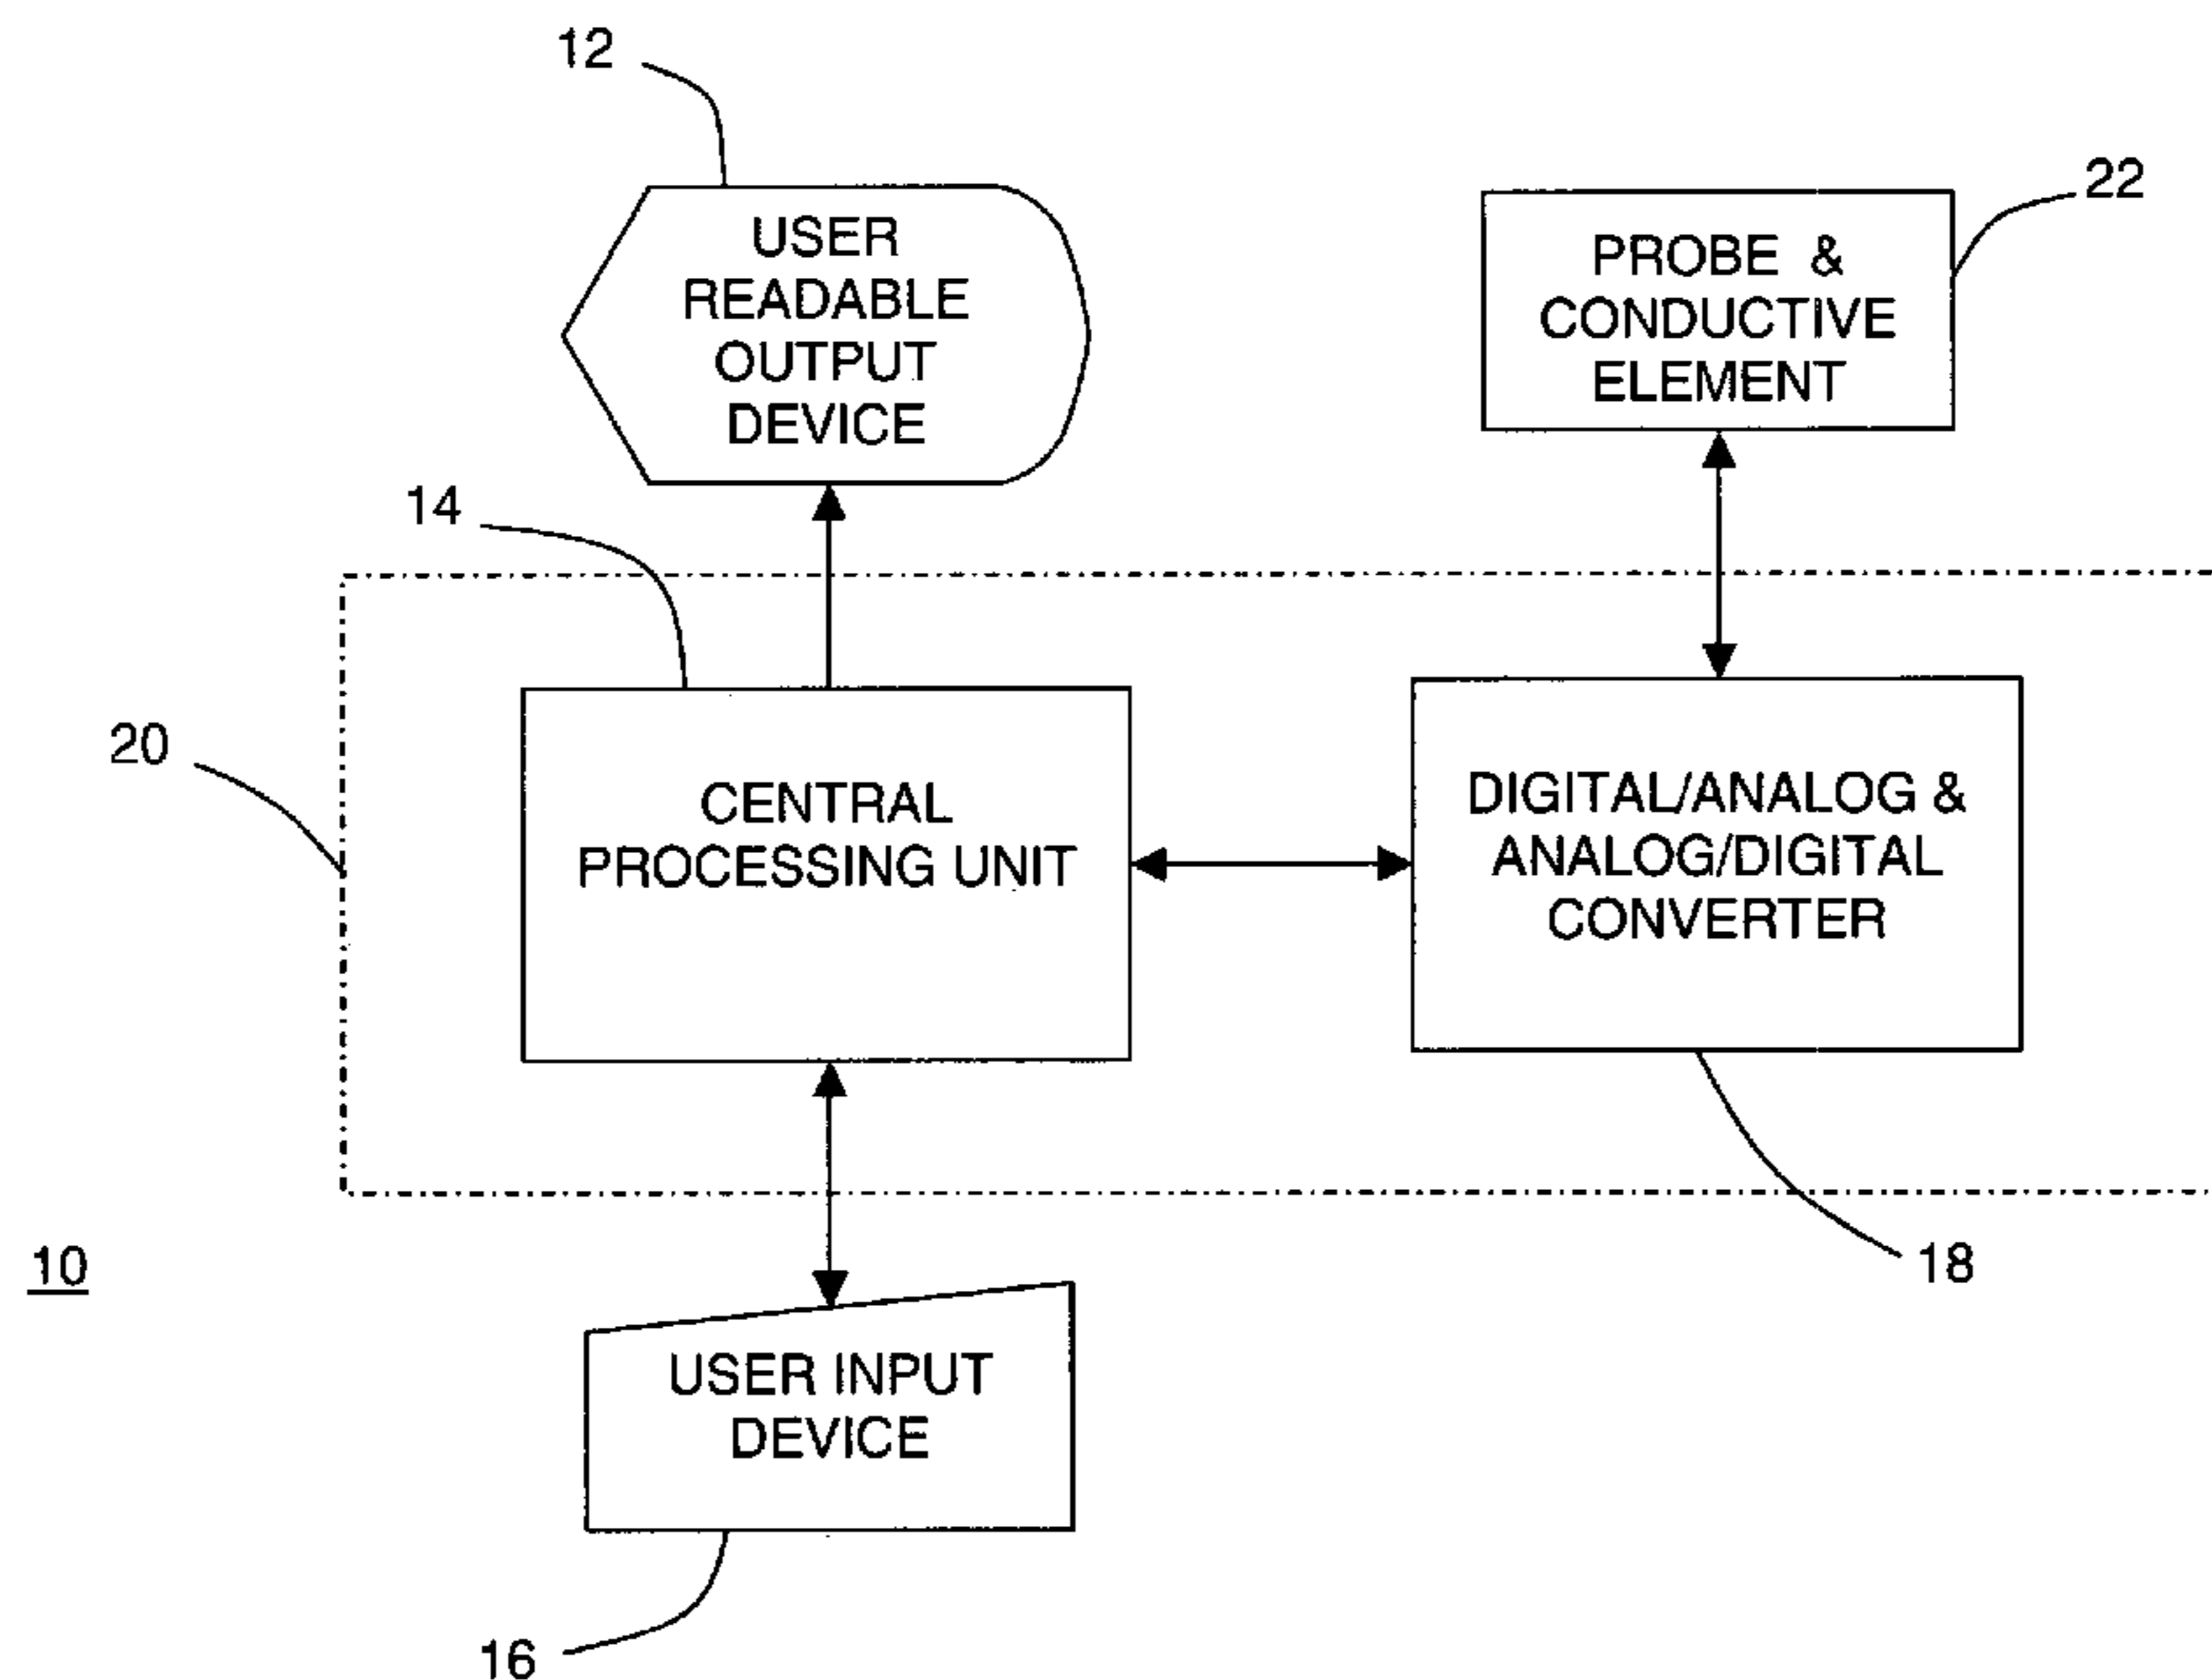 12
USER
READABLE
OUTPUT
DEVICE
PROBE &
CONDUCTIVE
ELEMENT
22
14
20
CENTRAL
PROCESSING UNIT
DIGITAL/ANALOG &
ANALOG/DIGITAL
CONVERTER
10
18
USER INPUT
DEVICE
16